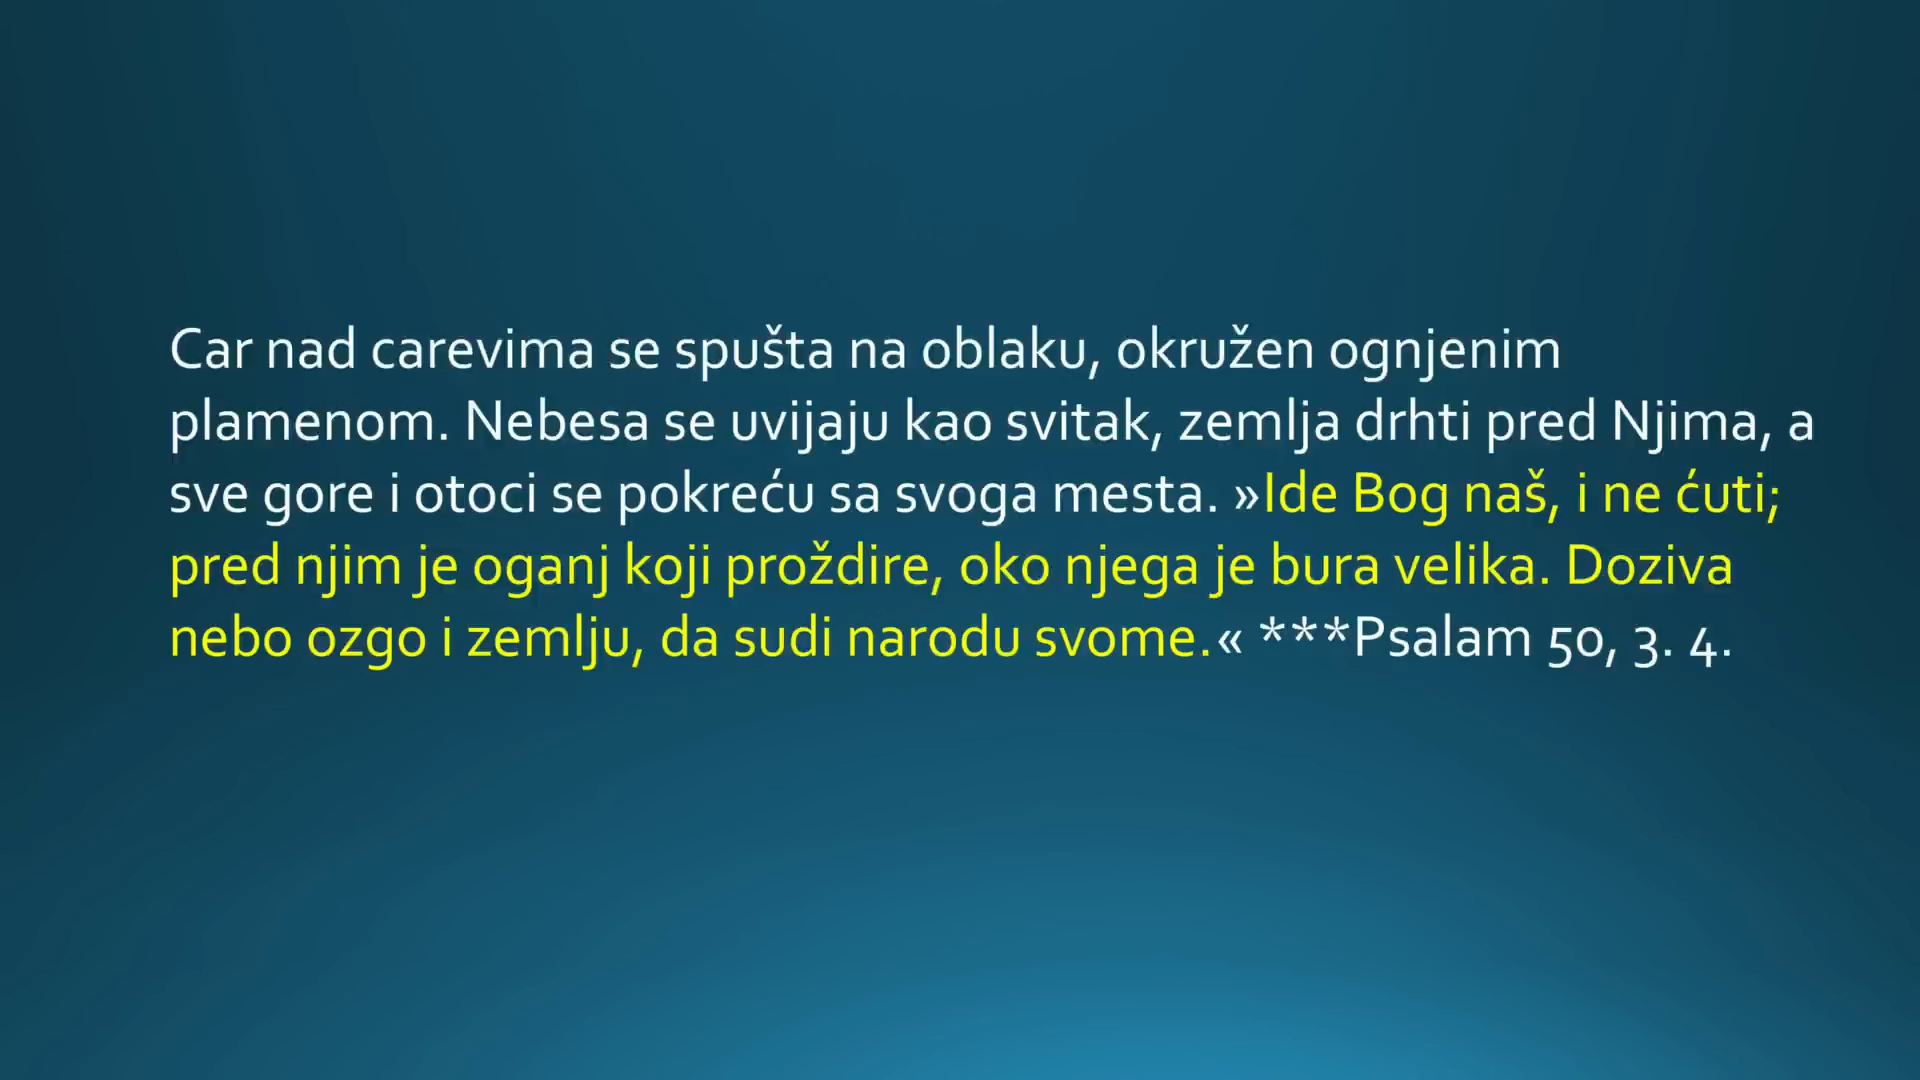 Car nad carevima se spušta na oblaku, okružen ognjenim
plamenom. Nebesa se uvijaju kao svitak, zemlja drhti pred Njima, a
sve gore i otoci se pokreću sa svoga mesta. »Ide Bog naš, i ne ćuti;
pred njim je oganj koji proždire, oko njega je bura velika. Doziva
nebo ozgo i zemlju, da sudi narodu svome.« ***Psalam 50, 3. 4.